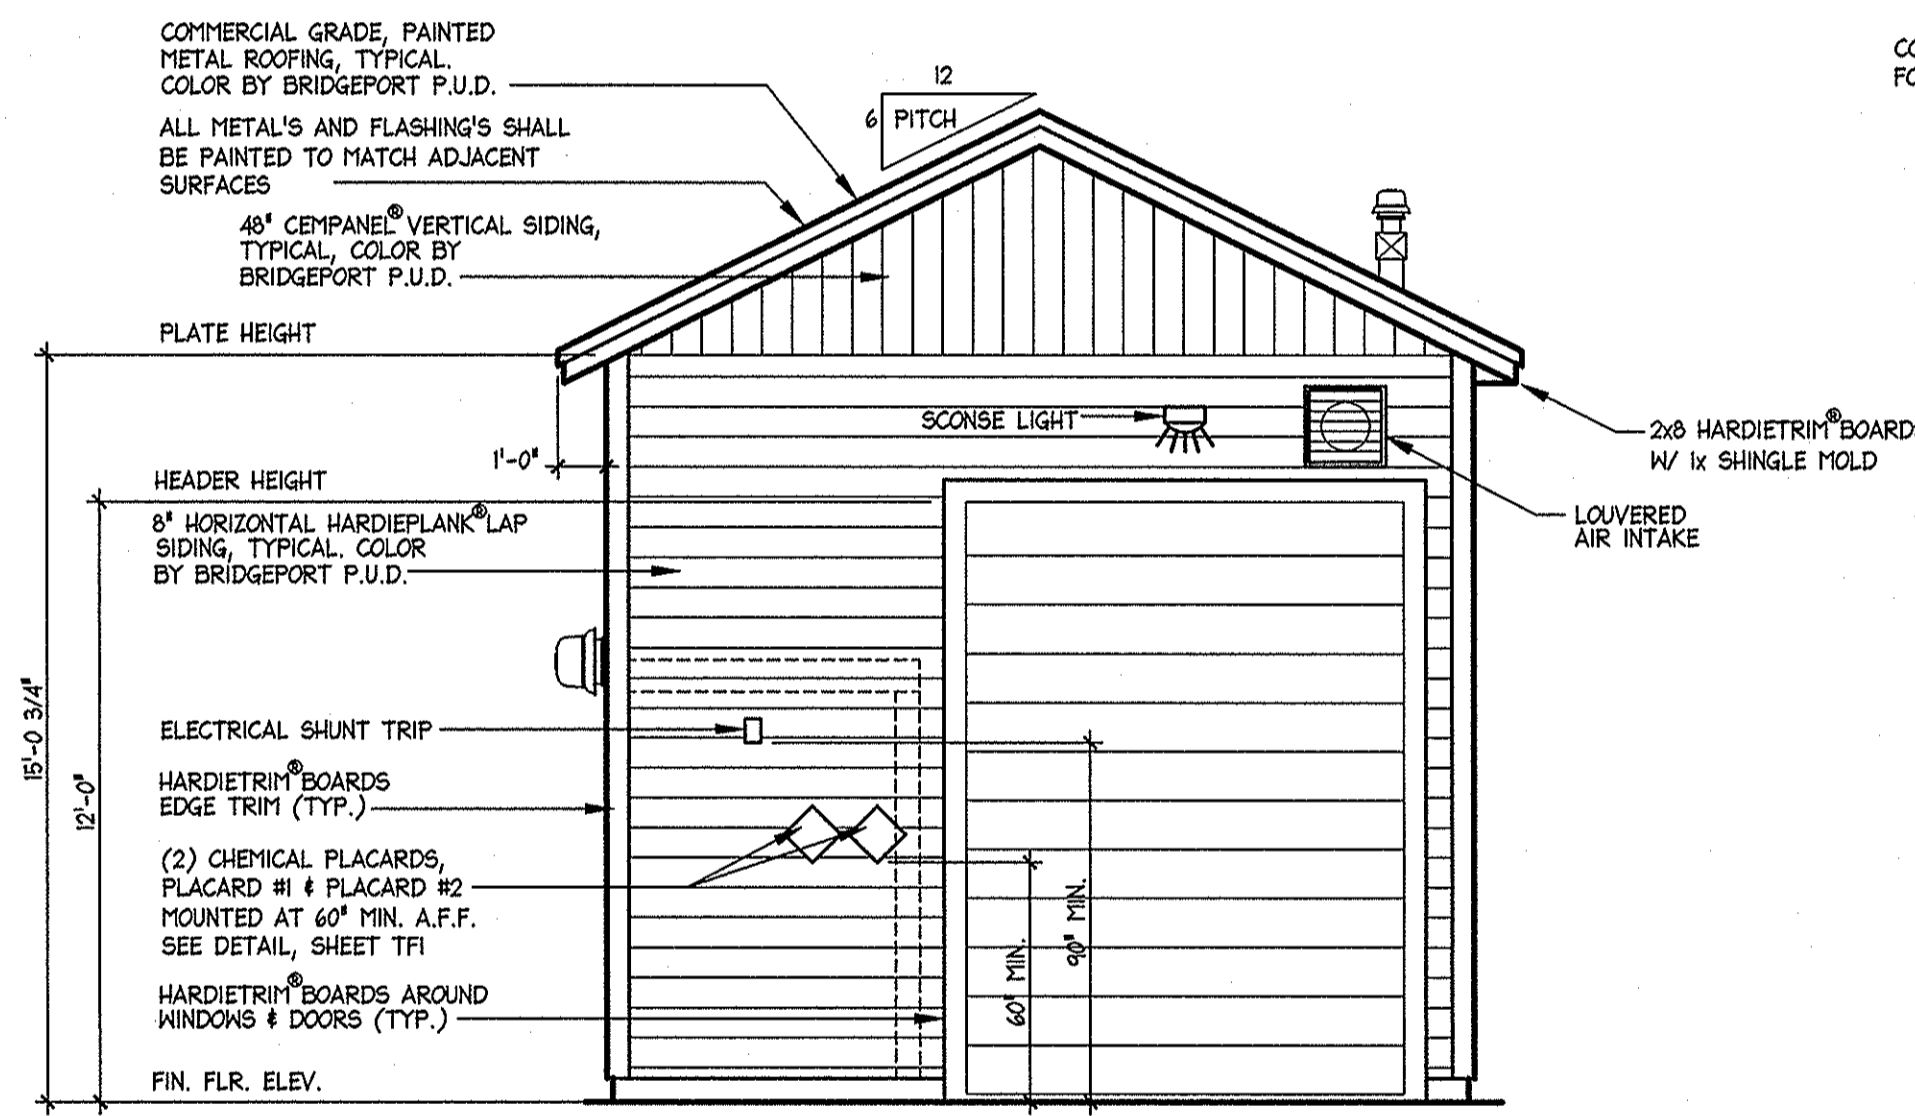 COMMERCIAL GRADE, PAINTED
METAL ROOFING, TYPICAL.
COLOR BY BRIDGEPORT P.U.D.
ALL METAL'S AND FLASHING'S SHALL
BE PAINTED TO MATCH ADJACENT
SURFACES
48" CEMPANEL® VERTICAL SIDING,
TYPICAL, COLOR BY
BRIDGEPORT P.U.D.
12
6 PITCH
PLATE HEIGHT
SCONSE LIGHT
1'-0"
2x8 HARDIETRIM® BOARD
W/ 1x SHINGLE MOLD
LOUVERED
AIR INTAKE
HEADER HEIGHT
8" HORIZONTAL HARDIEPLANK® LAP
SIDING, TYPICAL. COLOR
BY BRIDGEPORT P.U.D.
15'-0 3/4"
12'-0"
ELECTRICAL SHUNT TRIP
HARDIETRIM® BOARDS
EDGE TRIM (TYP.)
(2) CHEMICAL PLACARDS,
PLACARD #1 & PLACARD #2
MOUNTED AT 60" MIN. A.F.F.
SEE DETAIL, SHEET TF1
HARDIETRIM® BOARDS AROUND
WINDOWS & DOORS (TYP.)
60" MIN.
90" MIN.
FIN. FLR. ELEV.